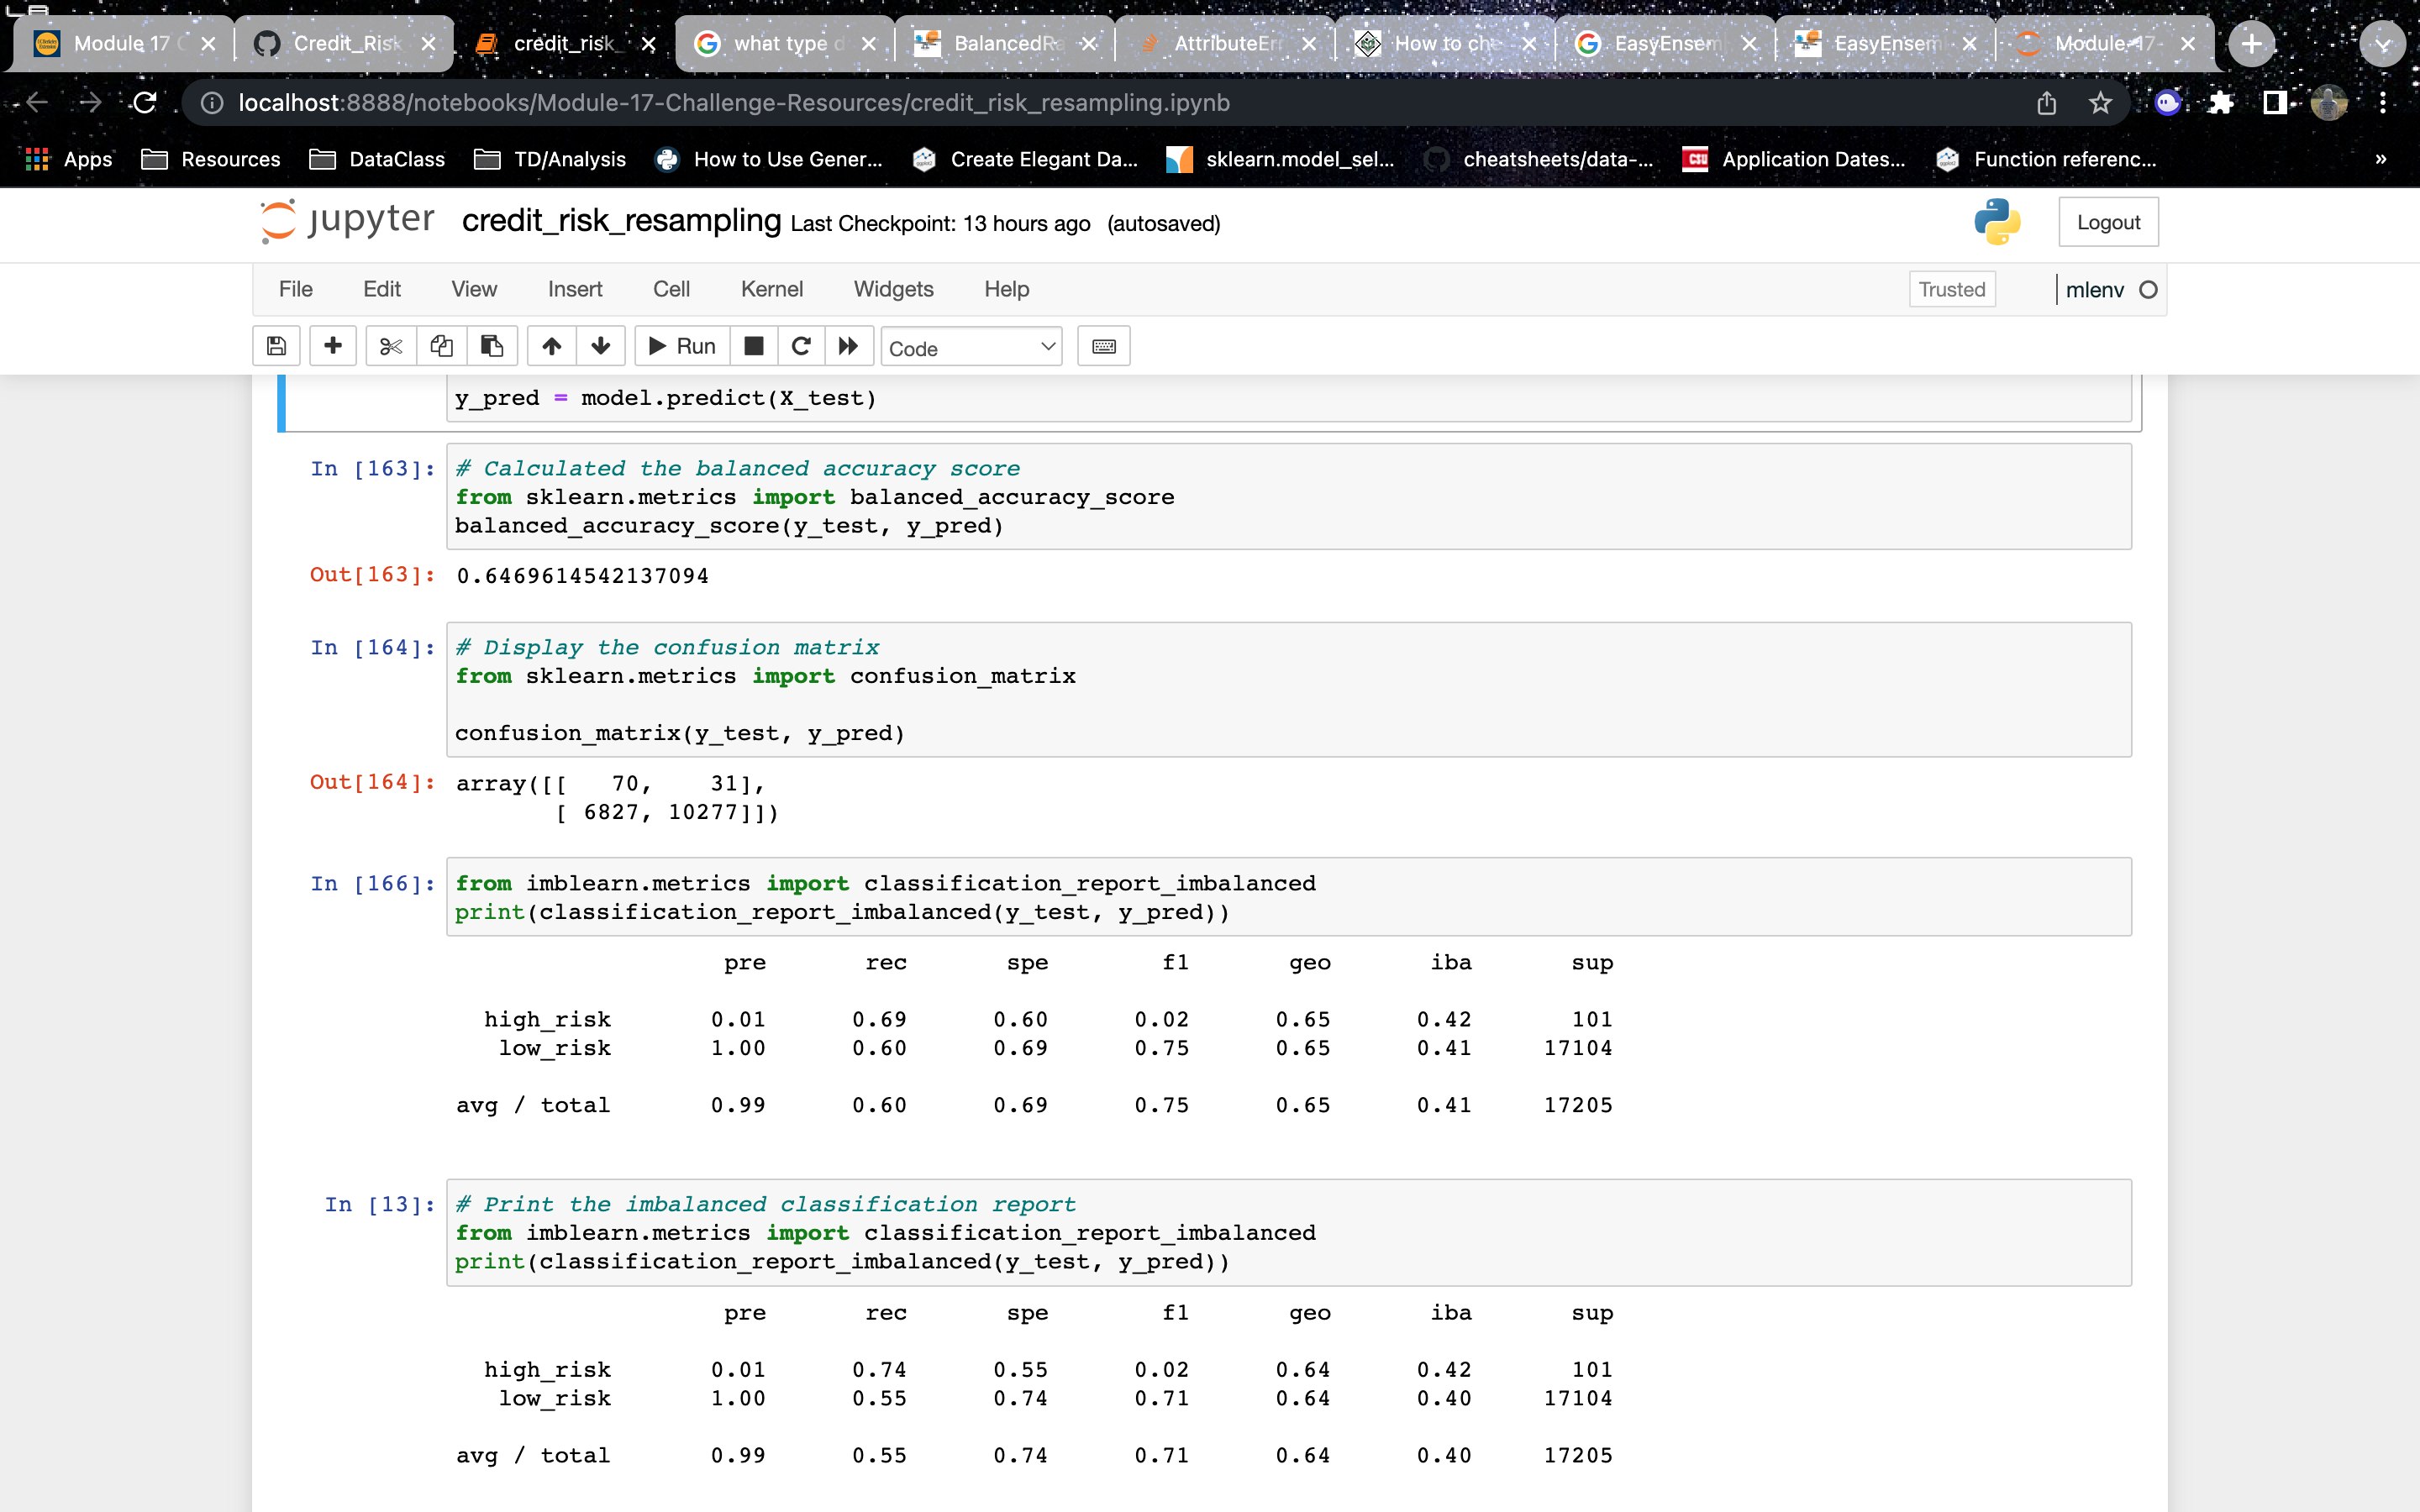 Module 17 C
Credit_Risk
credit_risk_
what type d
BalancedRa
AttributeErr
How to che
EasyEnsem
EasyEnsem
Module-17-
localhost:8888/notebooks/Module-17-Challenge-Resources/credit_risk_resampling.ipynb
Apps
Resources
DataClass
TD/Analysis
How to Use Gener...
Create Elegant Da...
sklearn.model_sel...
cheatsheets/data-...
CSU
Application Dates...
Function referenc...
»
jupyter credit_risk_resampling Last Checkpoint: 13 hours ago (autosaved)
Logout
File Edit View Insert Cell Kernel Widgets Help
Trusted
mlenv
Run
Code
y_pred = model.predict(X_test)
In [163]: # Calculated the balanced accuracy score
from sklearn.metrics import balanced_accuracy_score
balanced_accuracy_score(y_test, y_pred)
Out[163]: 0.6469614542137094
In [164]: # Display the confusion matrix
from sklearn.metrics import confusion_matrix
confusion_matrix(y_test, y_pred)
Out[164]: array([[   70,    31],
[ 6827, 10277]])
In [166]: from imblearn.metrics import classification_report_imbalanced
print(classification_report_imbalanced(y_test, y_pred))
pre rec spe f1 geo iba sup
high_risk 0.01 0.69 0.60 0.02 0.65 0.42 101
low_risk 1.00 0.60 0.69 0.75 0.65 0.41 17104
avg / total 0.99 0.60 0.69 0.75 0.65 0.41 17205
In [13]: # Print the imbalanced classification report
from imblearn.metrics import classification_report_imbalanced
print(classification_report_imbalanced(y_test, y_pred))
pre rec spe f1 geo iba sup
high_risk 0.01 0.74 0.55 0.02 0.64 0.42 101
low_risk 1.00 0.55 0.74 0.71 0.64 0.40 17104
avg / total 0.99 0.55 0.74 0.71 0.64 0.40 17205